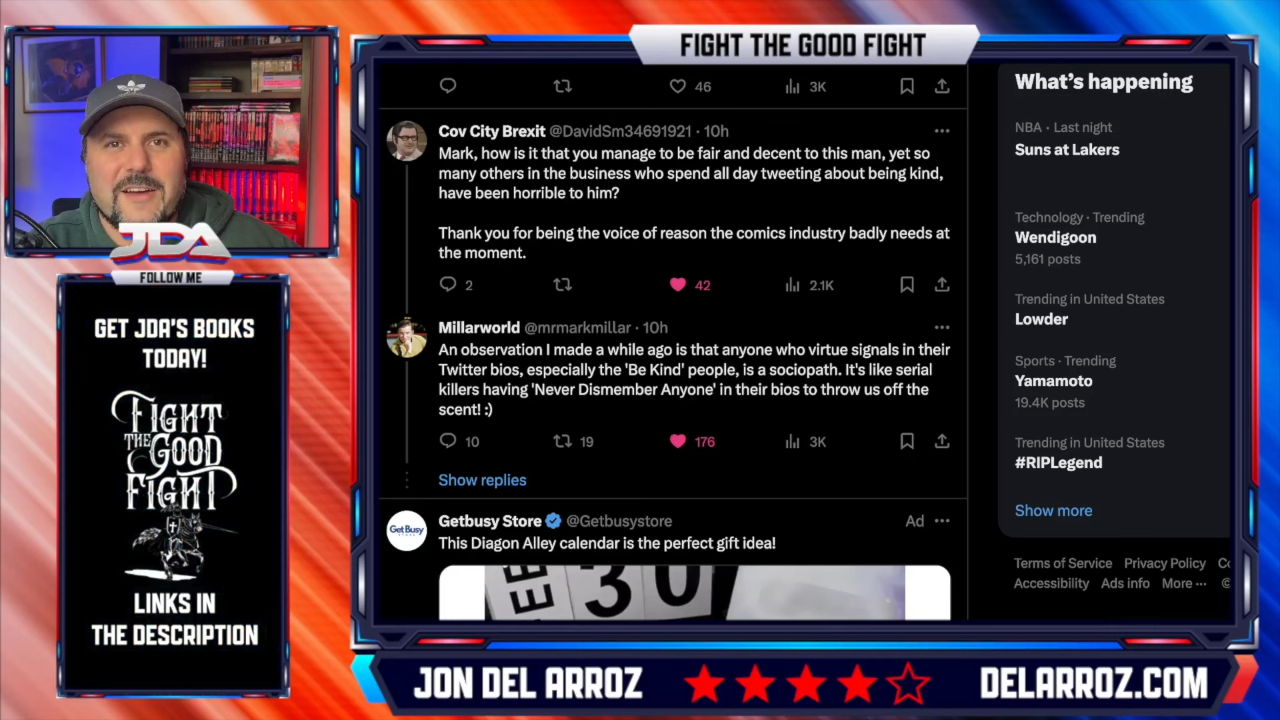 FIGHT THE GOOD FIGHT
JDA
FOLLOW ME
GET JDA'S BOOKS
TODAY!
FIGHT
THE GOOD
FIGHT
LINKS IN
THE DESCRIPTION
46
3K
Cov City Brexit @DavidSm34691921 · 10h
Mark, how is it that you manage to be fair and decent to this man, yet so
many others in the business who spend all day tweeting about being kind,
have been horrible to him?
Thank you for being the voice of reason the comics industry badly needs at
the moment.
2
42
2.1K
Millarworld @mrmarkmillar · 10h
An observation I made a while ago is that anyone who virtue signals in their
Twitter bios, especially the 'Be Kind' people, is a sociopath. It's like serial
killers having 'Never Dismember Anyone' in their bios to throw us off the
scent! :)
10
19
176
3K
Show replies
Get Busy
STORE
Getbusy Store @Getbusystore
Ad
This Diagon Alley calendar is the perfect gift idea!
30
What's happening
NBA · Last night
Suns at Lakers
Technology · Trending
Wendigoon
5,161 posts
Trending in United States
Lowder
Sports · Trending
Yamamoto
19.4K posts
Trending in United States
#RIPLegend
Show more
Terms of Service Privacy Policy
Accessibility Ads info More ···
JON DEL ARROZ
DELARROZ.COM